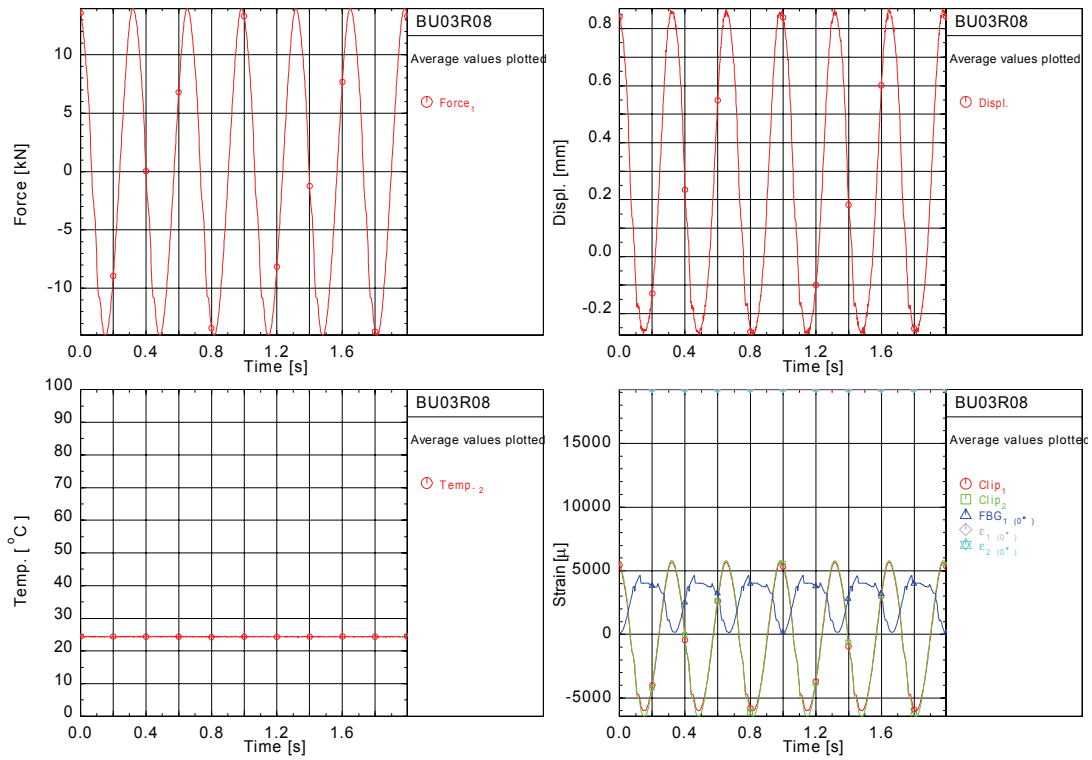 BU03R08
Average values plotted
Force₁
Force [kN]
10
5
0
-5
-10
0.0 0.4 0.8 1.2 1.6
Time [s]
BU03R08
Average values plotted
Displ.
Displ. [mm]
0.8
0.6
0.4
0.2
0.0
-0.2
0.0 0.4 0.8 1.2 1.6
Time [s]
BU03R08
Average values plotted
Temp.₂
Temp. [°C]
100
90
80
70
60
50
40
30
20
10
0
0.0 0.4 0.8 1.2 1.6
Time [s]
BU03R08
Average values plotted
Clip₁
Clip₂
FBG₁ (0°)
ε₁ (0°)
ε₂ (0°)
Strain[μ]
15000
10000
5000
0
-5000
0.0 0.4 0.8 1.2 1.6
Time [s]